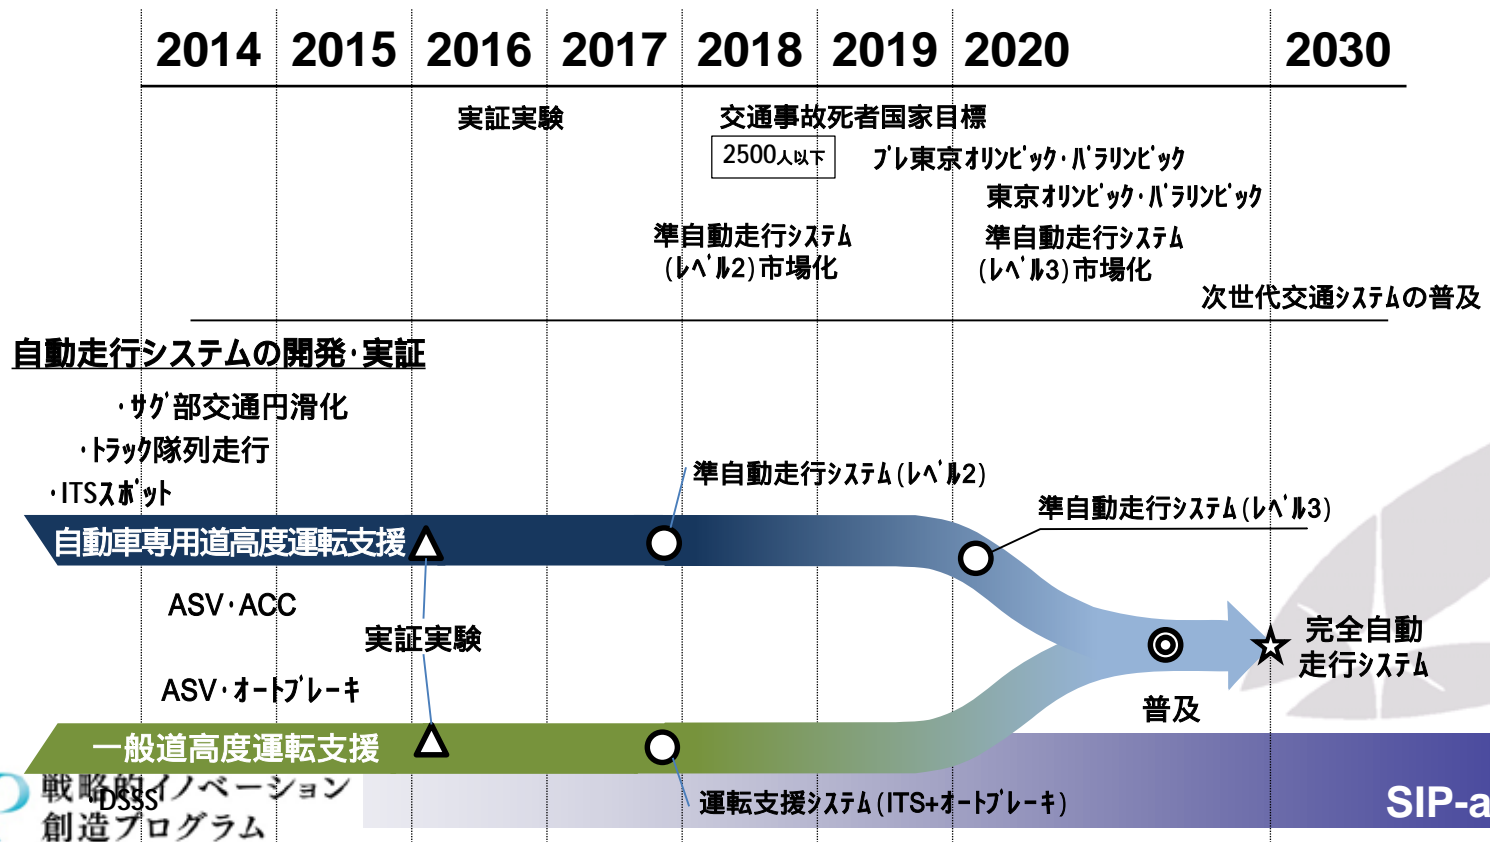 2014 2015 2016 2017 2018 2019 2020 2030
実証実験
交通事故死者国家目標
2500人以下
プレ東京オリンピック・パラリンピック
東京オリンピック・パラリンピック
準自動走行システム
(レベル2)市場化
準自動走行システム
(レベル3)市場化
次世代交通システムの普及
自動走行システムの開発・実証
・サグ部交通円滑化
・トラック隊列走行
・ITSスポット
準自動走行システム(レベル2)
準自動走行システム(レベル3)
自動車専用道高度運転支援
ASV・ACC
実証実験
完全自動
走行システム
ASV・オートブレーキ
普及
一般道高度運転支援
・DSSS
戦略的イノベーション
創造プログラム
運転支援システム(ITS+オートブレーキ)
SIP-a